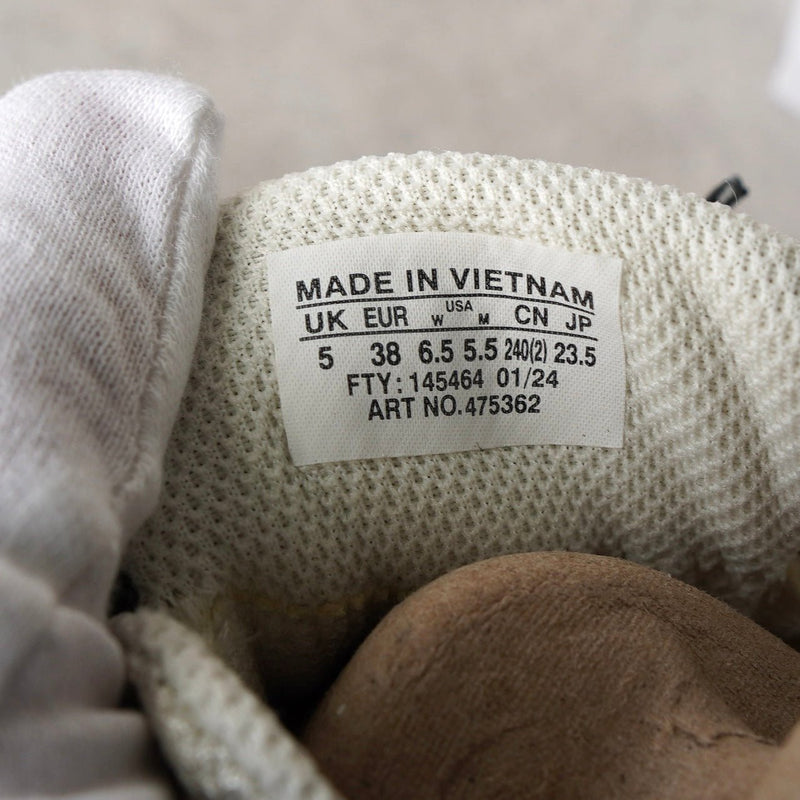 MADE IN VIETNAM
UK EUR USA W M CN JP
5 38 6.5 5.5 240(2) 23.5
FTY: 145464 01/24
ART NO. 475362